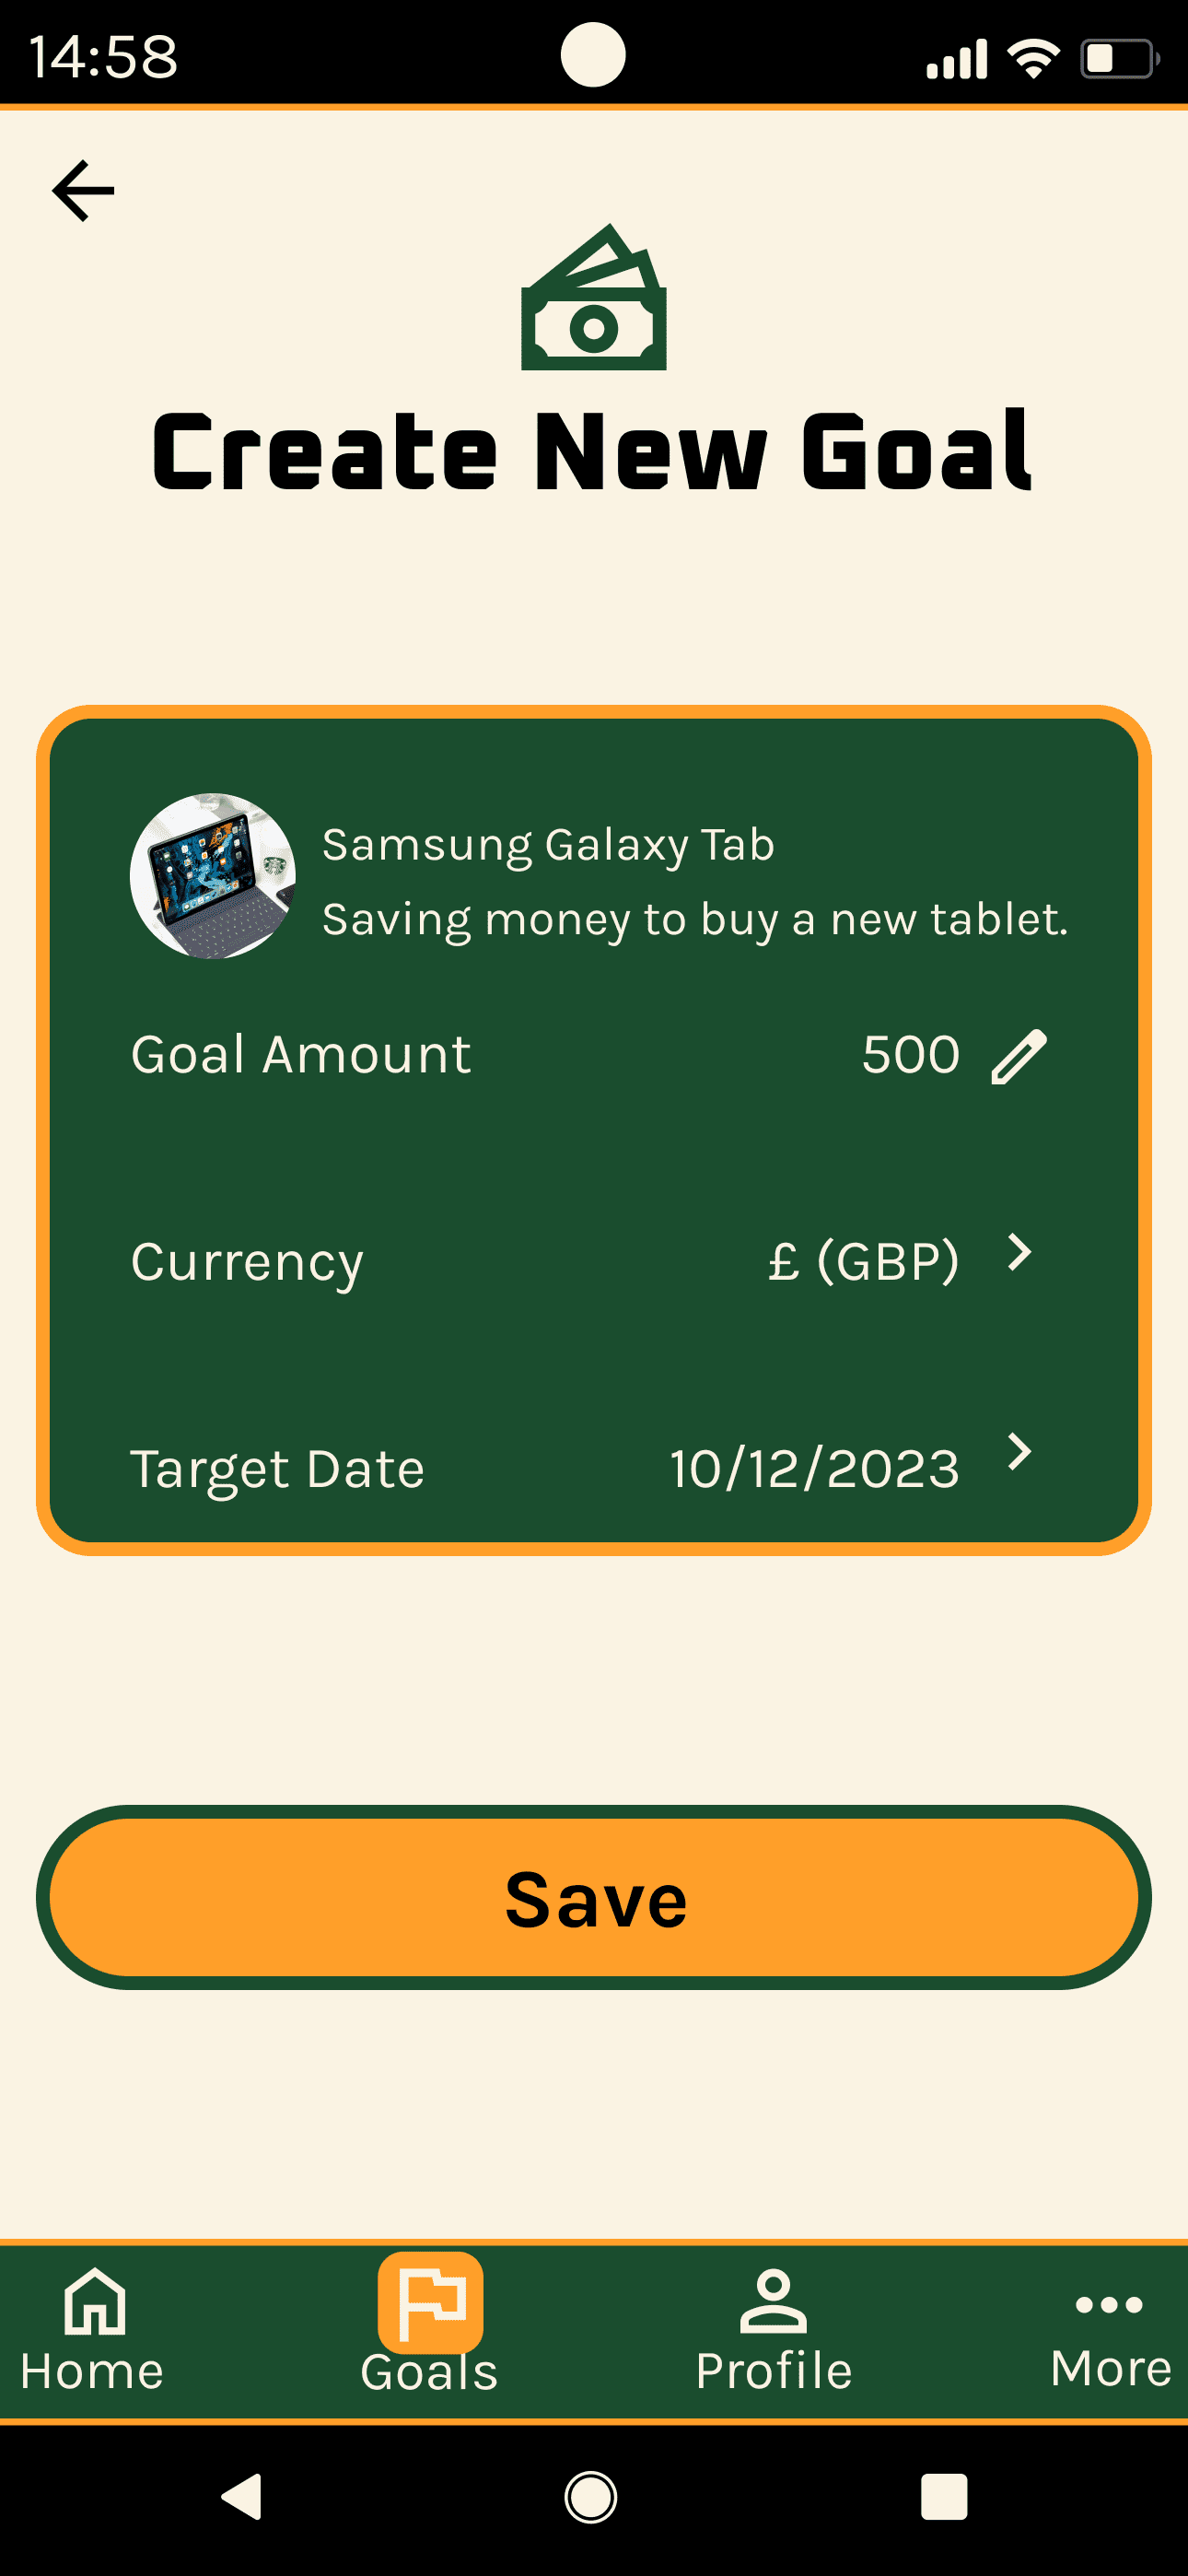 14:58
Create New Goal
Samsung Galaxy Tab
Saving money to buy a new tablet.
Goal Amount 500
Currency £ (GBP)
Target Date 10/12/2023
Save
Home Goals Profile More